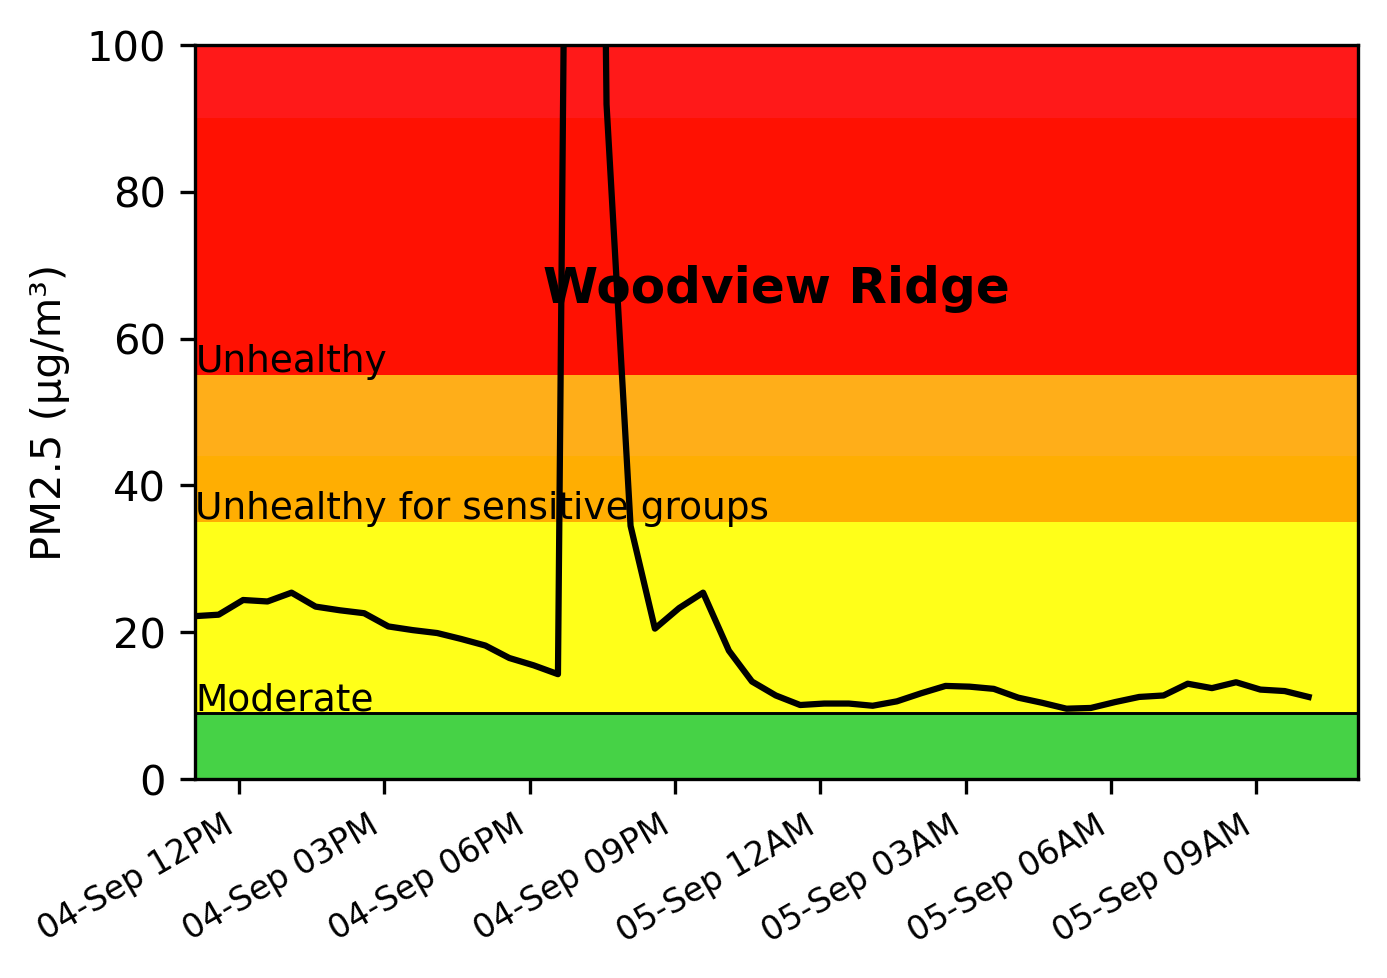 100
80
60
40
20
0
PM2.5 (µg/m³)
Woodview Ridge
Unhealthy
Unhealthy for sensitive groups
Moderate
04-Sep 12PM
04-Sep 03PM
04-Sep 06PM
04-Sep 09PM
05-Sep 12AM
05-Sep 03AM
05-Sep 06AM
05-Sep 09AM